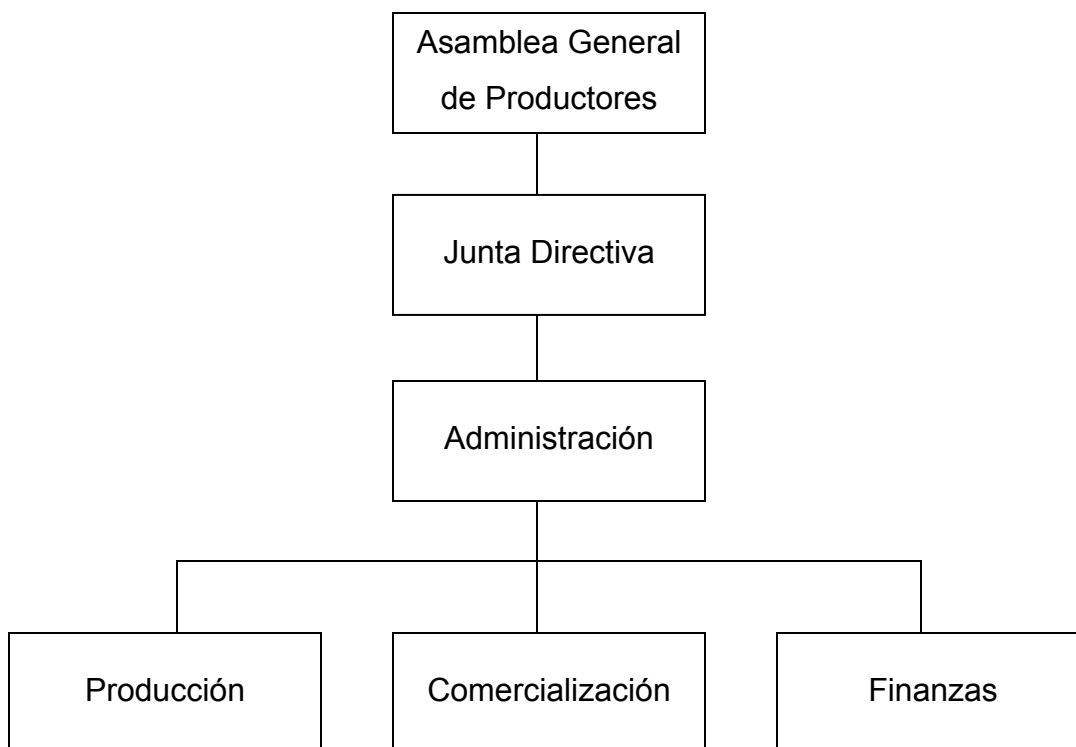 Asamblea General
de Productores
Junta Directiva
Administración
Producción
Comercialización
Finanzas